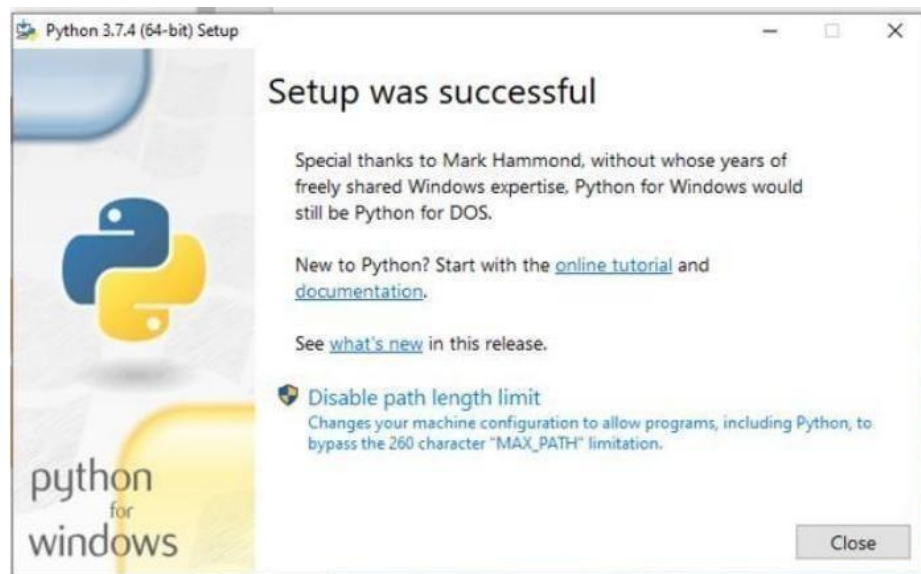 Python 3.7.4 (64-bit) Setup
Setup was successful
Special thanks to Mark Hammond, without whose years of
freely shared Windows expertise, Python for Windows would
still be Python for DOS.
New to Python? Start with the online tutorial and
documentation.
See what's new in this release.
Disable path length limit
Changes your machine configuration to allow programs, including Python, to
bypass the 260 character "MAX_PATH" limitation.
python
for
windows
Close